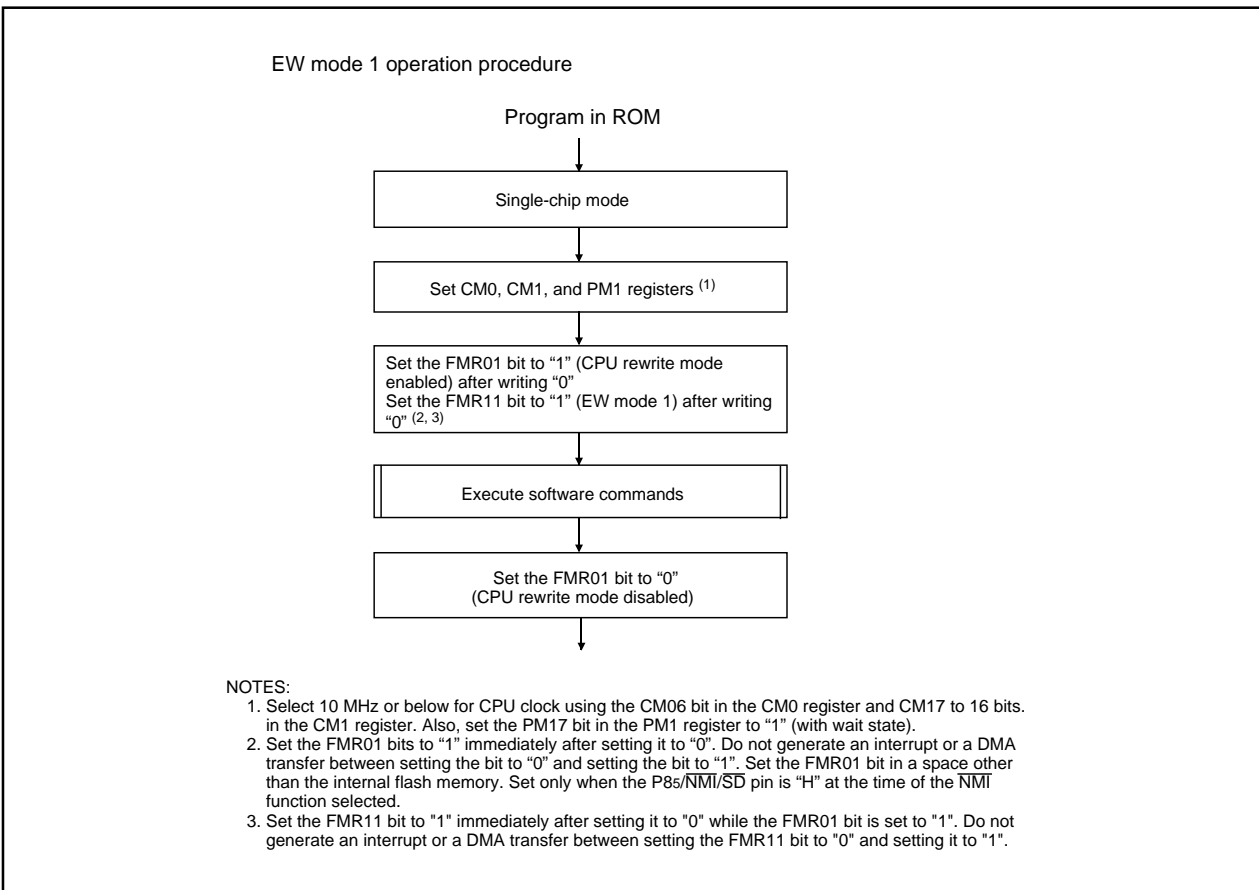 EW mode 1 operation procedure
Program in ROM
Single-chip mode
Set CM0, CM1, and PM1 registers (1)
Set the FMR01 bit to “1” (CPU rewrite mode
enabled) after writing “0”
Set the FMR11 bit to “1” (EW mode 1) after writing
“0” (2, 3)
Execute software commands
Set the FMR01 bit to “0”
(CPU rewrite mode disabled)
NOTES:
1. Select 10 MHz or below for CPU clock using the CM06 bit in the CM0 register and CM17 to 16 bits.
in the CM1 register. Also, set the PM17 bit in the PM1 register to “1” (with wait state).
2. Set the FMR01 bits to “1” immediately after setting it to “0”. Do not generate an interrupt or a DMA
transfer between setting the bit to “0” and setting the bit to “1”. Set the FMR01 bit in a space other
than the internal flash memory. Set only when the P85/NMI/SD pin is “H” at the time of the NMI
function selected.
3. Set the FMR11 bit to "1" immediately after setting it to "0" while the FMR01 bit is set to "1". Do not
generate an interrupt or a DMA transfer between setting the FMR11 bit to "0" and setting it to "1".